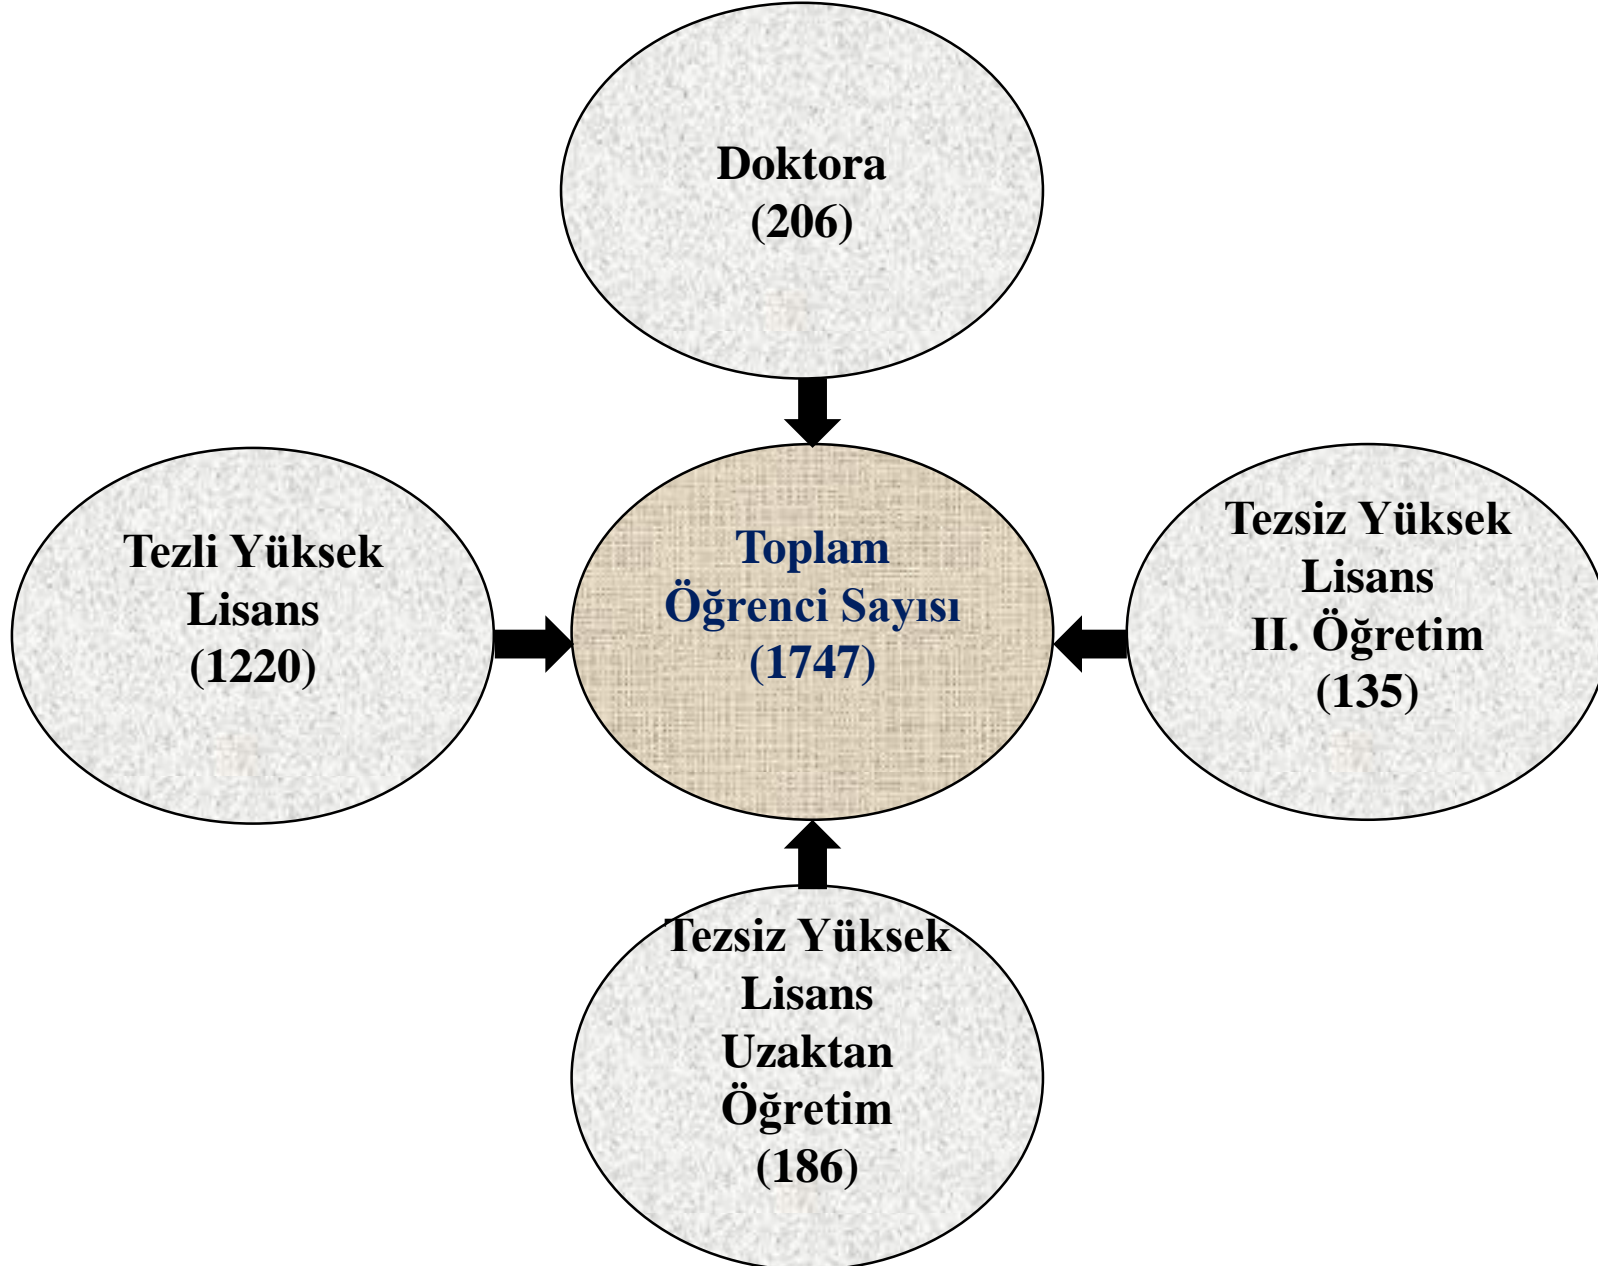 Doktora
(206)
Tezli Yüksek
Lisans
(1220)
Toplam
Öğrenci Sayısı
(1747)
Tezsiz Yüksek
Lisans
II. Öğretim
(135)
Tezsiz Yüksek
Lisans
Uzaktan
Öğretim
(186)